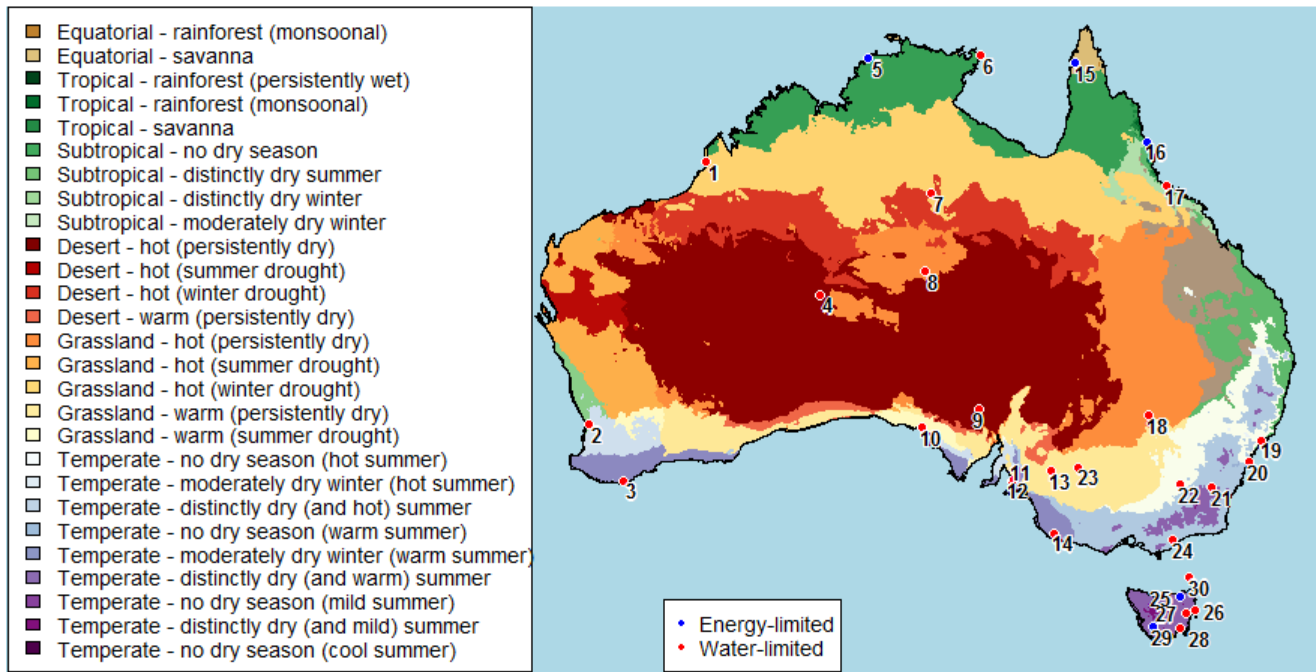 Equatorial - rainforest (monsoonal)
Equatorial - savanna
Tropical - rainforest (persistently wet)
Tropical - rainforest (monsoonal)
Tropical - savanna
Subtropical - no dry season
Subtropical - distinctly dry summer
Subtropical - distinctly dry winter
Subtropical - moderately dry winter
Desert - hot (persistently dry)
Desert - hot (summer drought)
Desert - hot (winter drought)
Desert - warm (persistently dry)
Grassland - hot (persistently dry)
Grassland - hot (summer drought)
Grassland - hot (winter drought)
Grassland - warm (persistently dry)
Grassland - warm (summer drought)
Temperate - no dry season (hot summer)
Temperate - moderately dry winter (hot summer)
Temperate - distinctly dry (and hot) summer
Temperate - no dry season (warm summer)
Temperate - moderately dry winter (warm summer)
Temperate - distinctly dry (and warm) summer
Temperate - no dry season (mild summer)
Temperate - distinctly dry (and mild) summer
Temperate - no dry season (cool summer)
5
6
15
16
1
17
7
8
4
9
18
2
10
19
20
11
13
23
3
12
22
21
14
24
30
25
27
26
29
28
Energy-limited
Water-limited